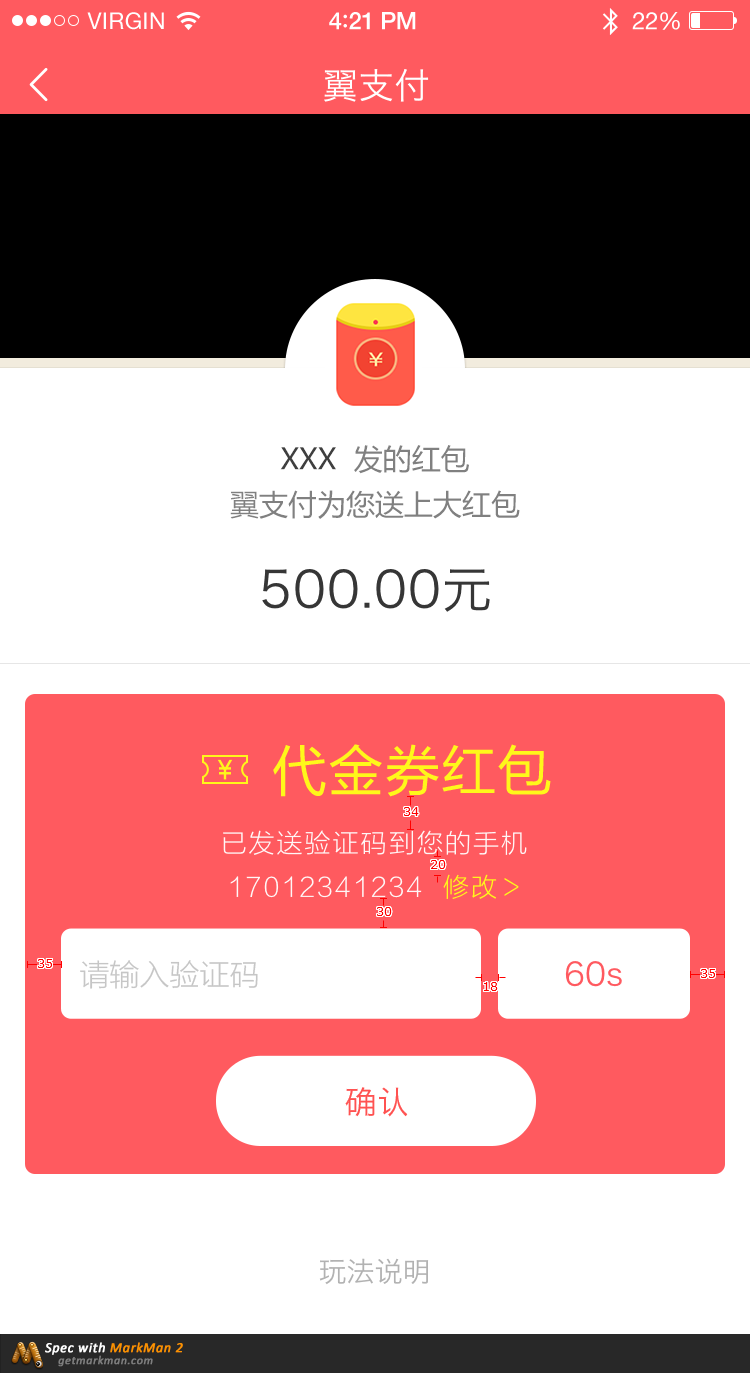 VIRGIN 4:21 PM 22%
翼支付
¥
XXX 发的红包
翼支付为您送上大红包
500.00元
¥ 代金券红包
34
已发送验证码到您的手机
20
17012341234 修改 >
30
35 请输入验证码 18 60s 35
确认
玩法说明
Spec with MarkMan 2
getmarkman.com